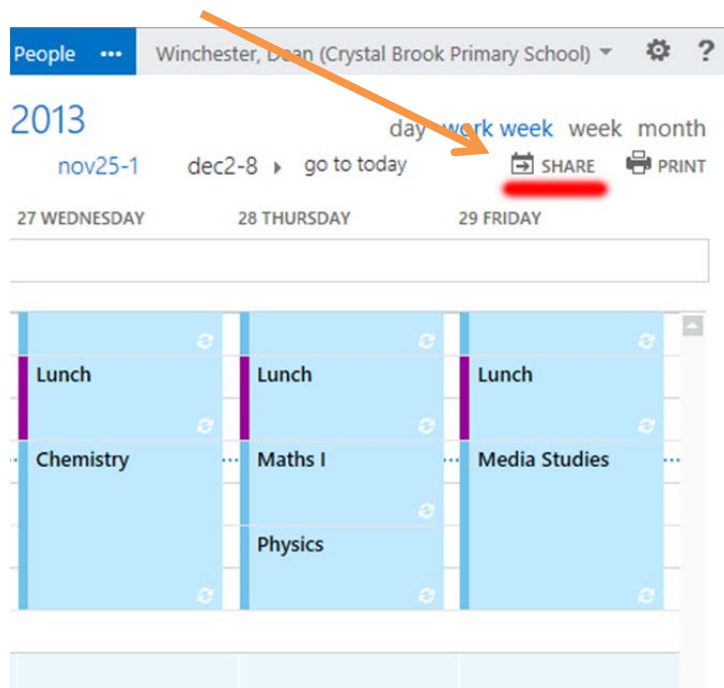 People ••• Winchester, Dean (Crystal Brook Primary School) ?
2013
day work week week month
nov25-1 dec2-8 go to today SHARE PRINT
27 WEDNESDAY 28 THURSDAY 29 FRIDAY
Lunch Lunch Lunch
Chemistry Maths I Media Studies
Physics